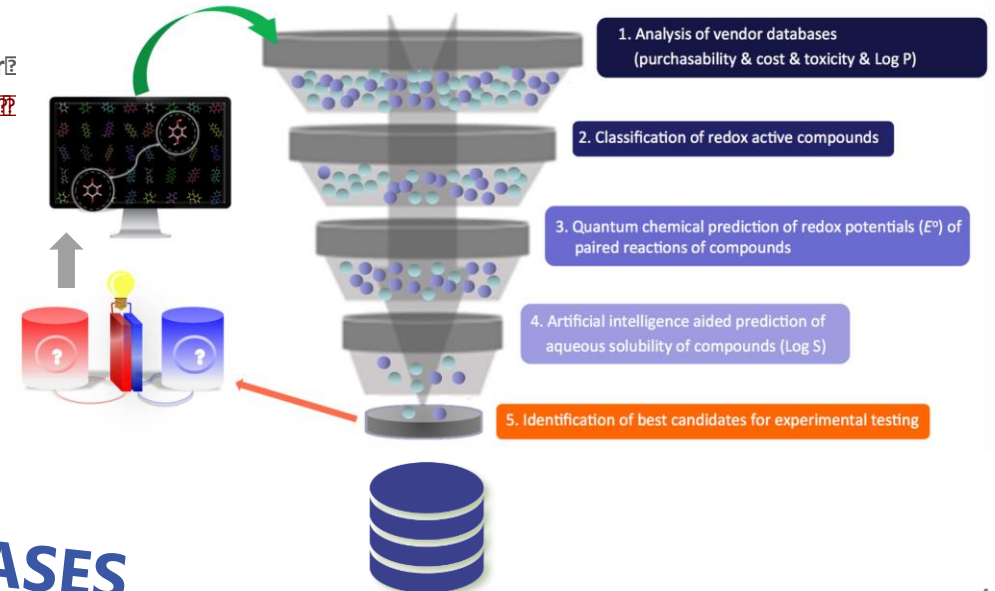 1. Analysis of vendor databases
(purchasability & cost & toxicity & Log P)
2. Classification of redox active compounds
3. Quantum chemical prediction of redox potentials (Eº) of
paired reactions of compounds
4. Artificial intelligence aided prediction of
aqueous solubility of compounds (Log S)
5. Identification of best candidates for experimental testing
?
?